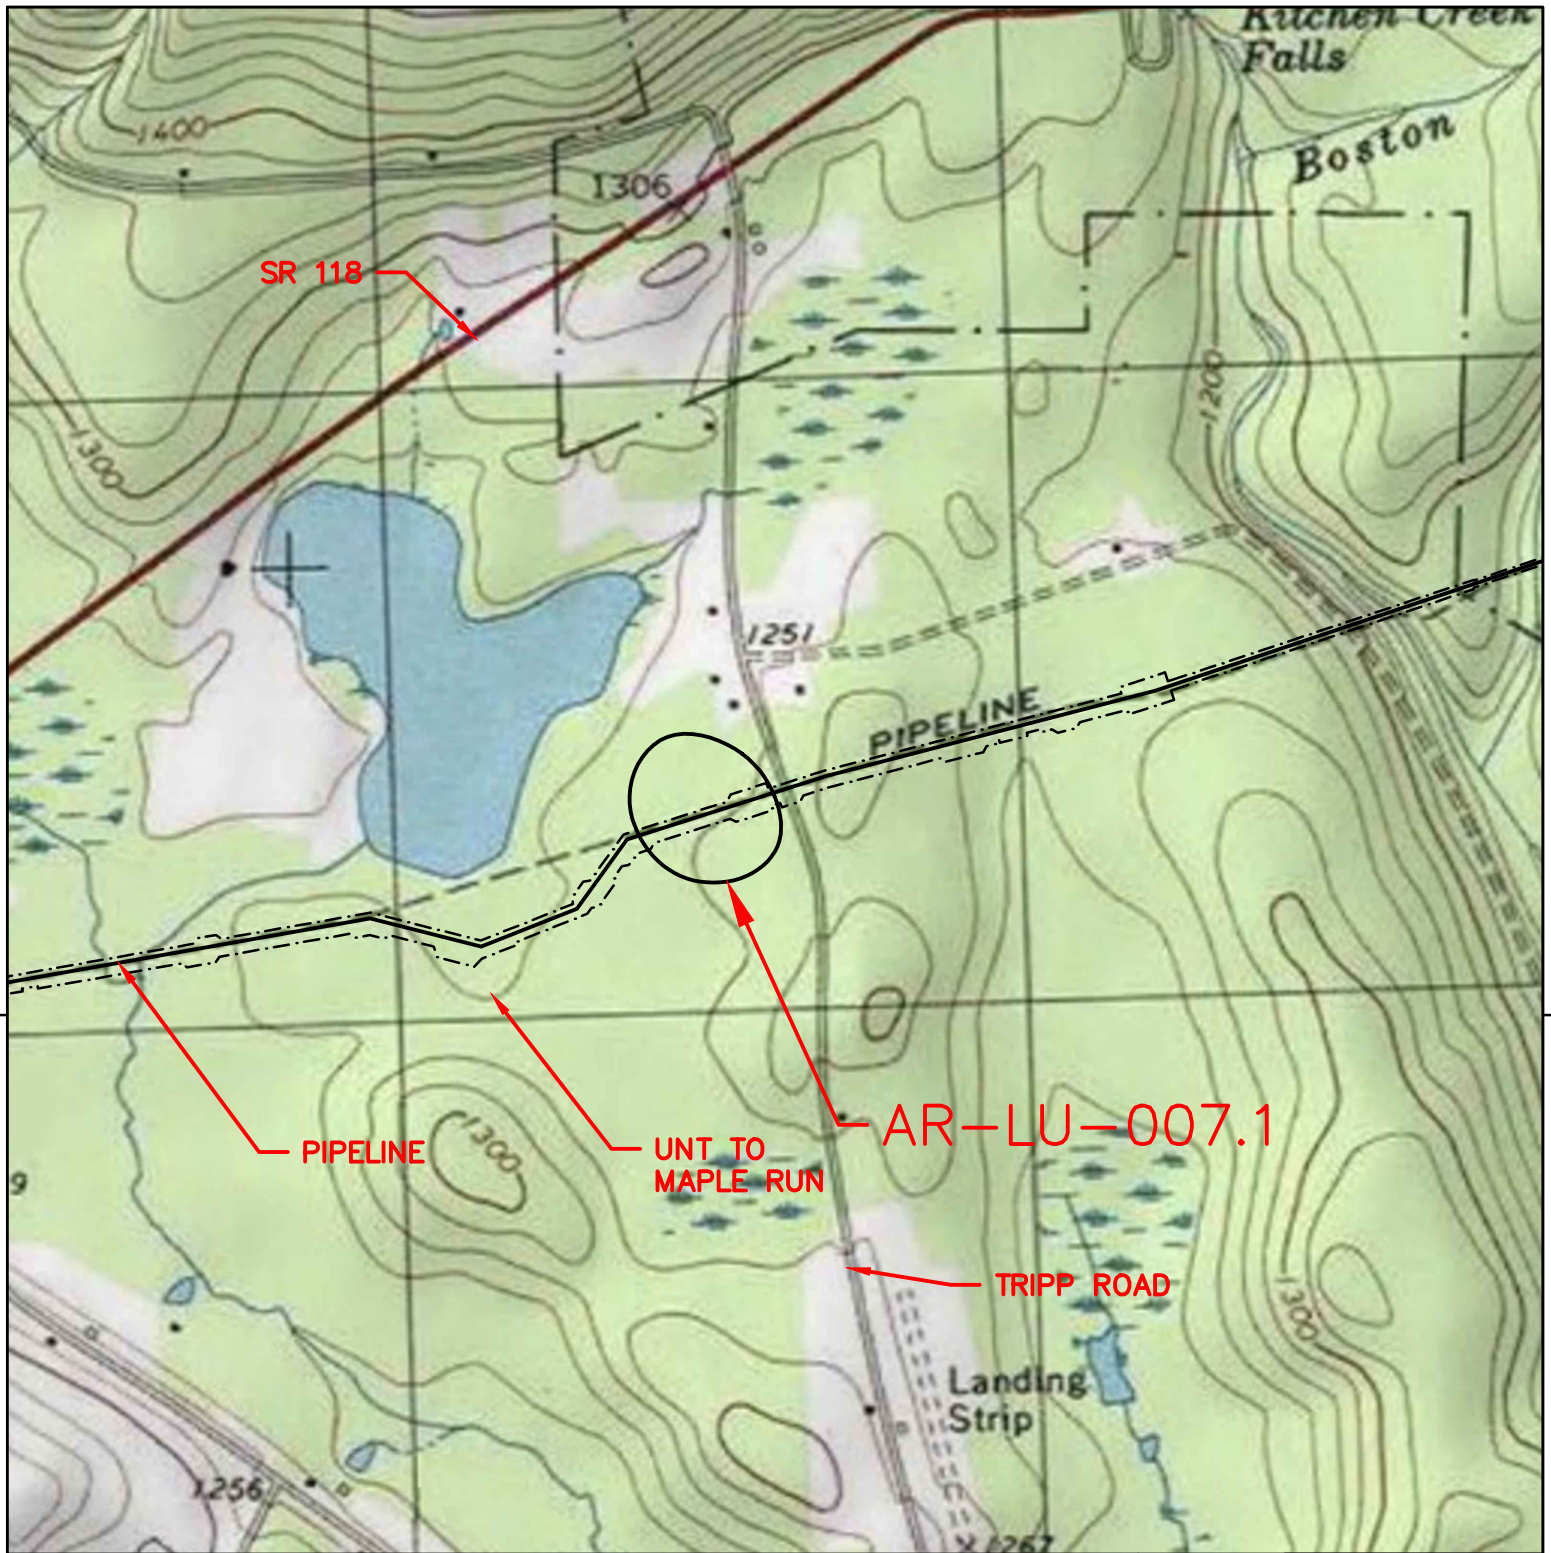 Kitchen Creek
Falls
1400
Boston
1306
SR 118
1200
1300
1251
PIPELINE
AR-LU-007.1
1300
PIPELINE
UNT TO
MAPLE RUN
9
TRIPP ROAD
1300
Landing
Strip
1256
1267